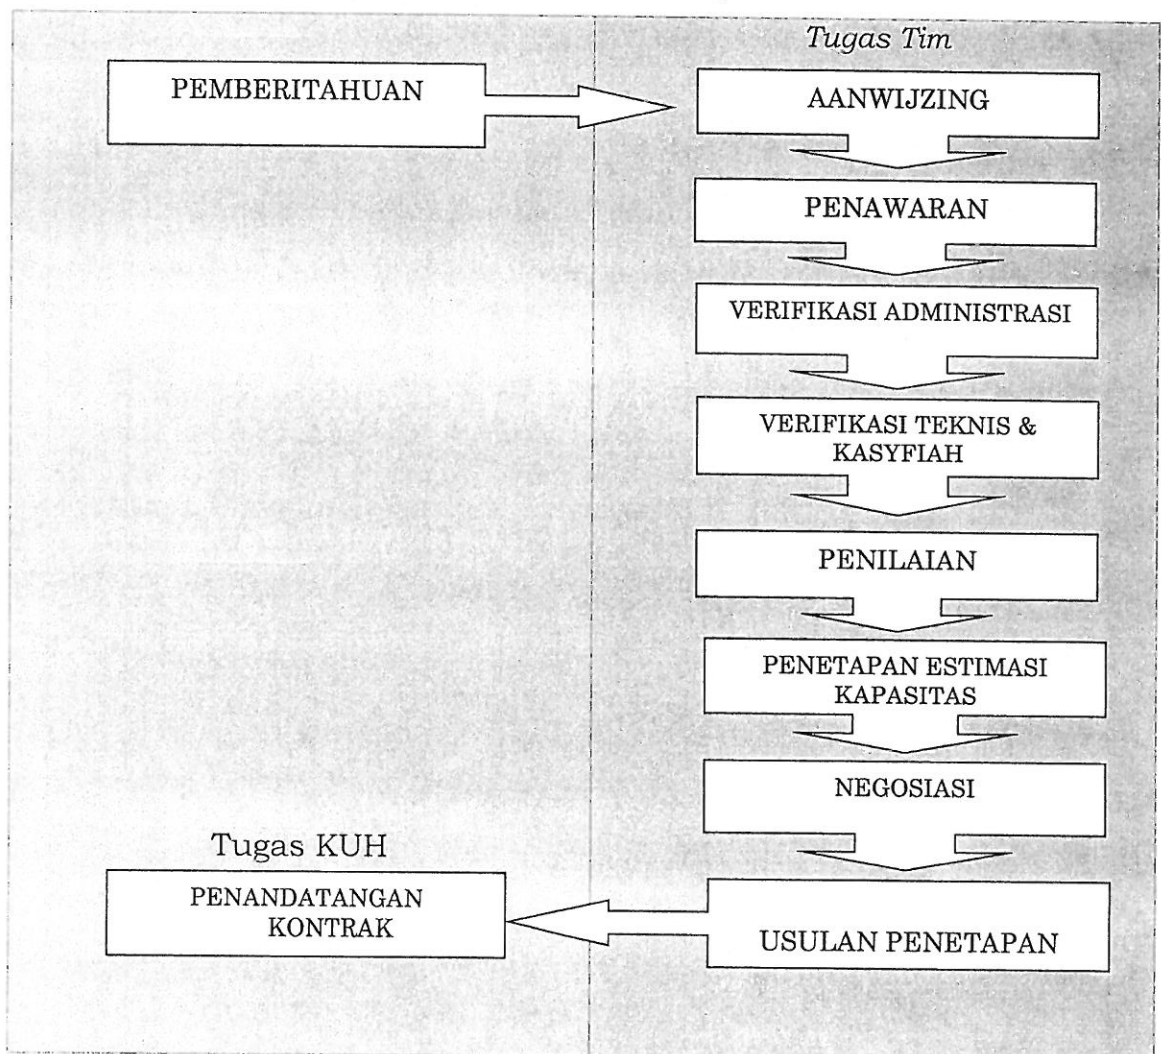 Tugas Tim
PEMBERITAHUAN
AANWIJZING
PENAWARAN
VERIFIKASI ADMINISTRASI
VERIFIKASI TEKNIS &
KASYFIAH
PENILAIAN
PENETAPAN ESTIMASI
KAPASITAS
NEGOSIASI
USULAN PENETAPAN
Tugas KUH
PENANDATANGAN
KONTRAK